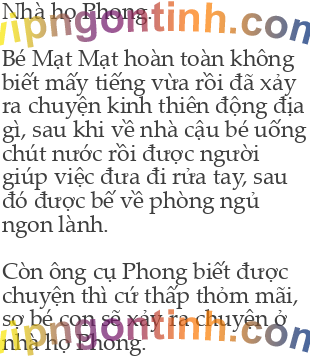 Nhà họ Phong.
vipngontinh.com
Bé Mạt Mạt hoàn toàn không
biết mấy tiếng vừa rồi đã xảy
ra chuyện kinh thiên động địa
gì, sau khi về nhà cậu bé uống
chút nước rồi được người
giúp việc đưa đi rửa tay, sau
đó được bế về phòng ngủ
ngon lành.
Còn ông cụ Phong biết được
chuyện thì cứ thấp thỏm mãi,
sợ bé con sẽ xảy ra chuyện ở
vipngontinh.com
nhà họ Phong.